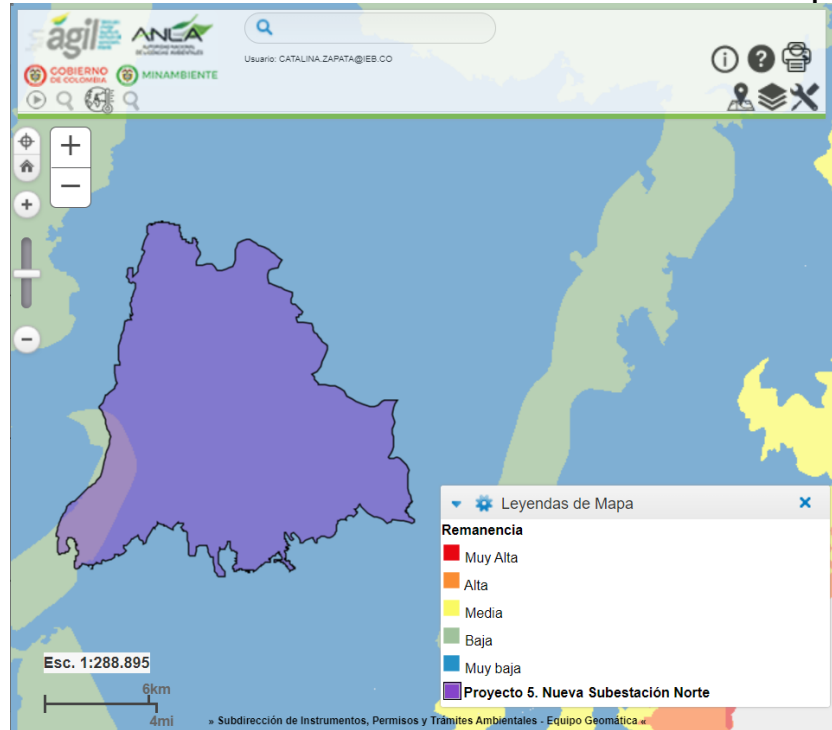 ágil
ANLA
AUTORIDAD NACIONAL
DE LICENCIAS AMBIENTALES
Usuario: CATALINA.ZAPATA@IEB.CO
GOBIERNO
DE COLOMBIA
MINAMBIENTE
Leyendas de Mapa
Remanencia
Muy Alta
Alta
Media
Baja
Muy baja
Proyecto 5. Nueva Subestación Norte
Esc. 1:288.895
6km
4mi
» Subdirección de Instrumentos, Permisos y Trámites Ambientales - Equipo Geomática «